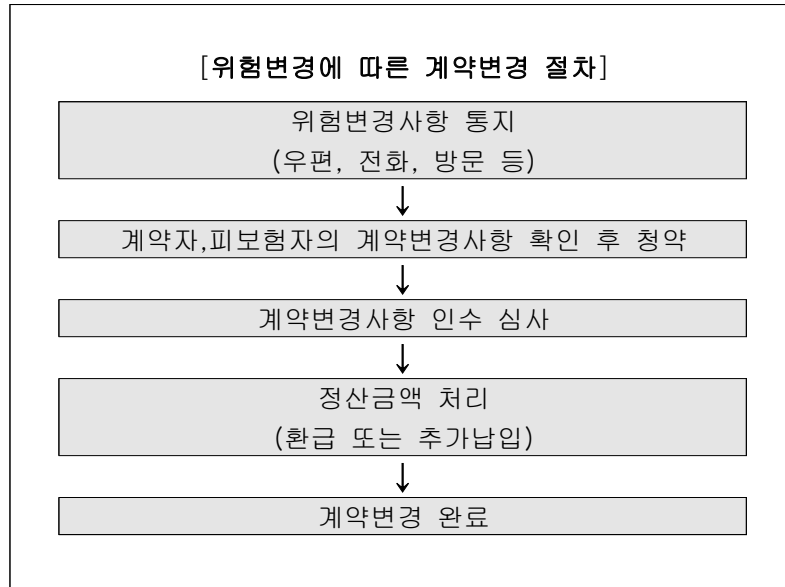 [위험변경에 따른 계약변경 절차]
위험변경사항 통지
(우편, 전화, 방문 등)
계약자,피보험자의 계약변경사항 확인 후 청약
계약변경사항 인수 심사
정산금액 처리
(환급 또는 추가납입)
계약변경 완료